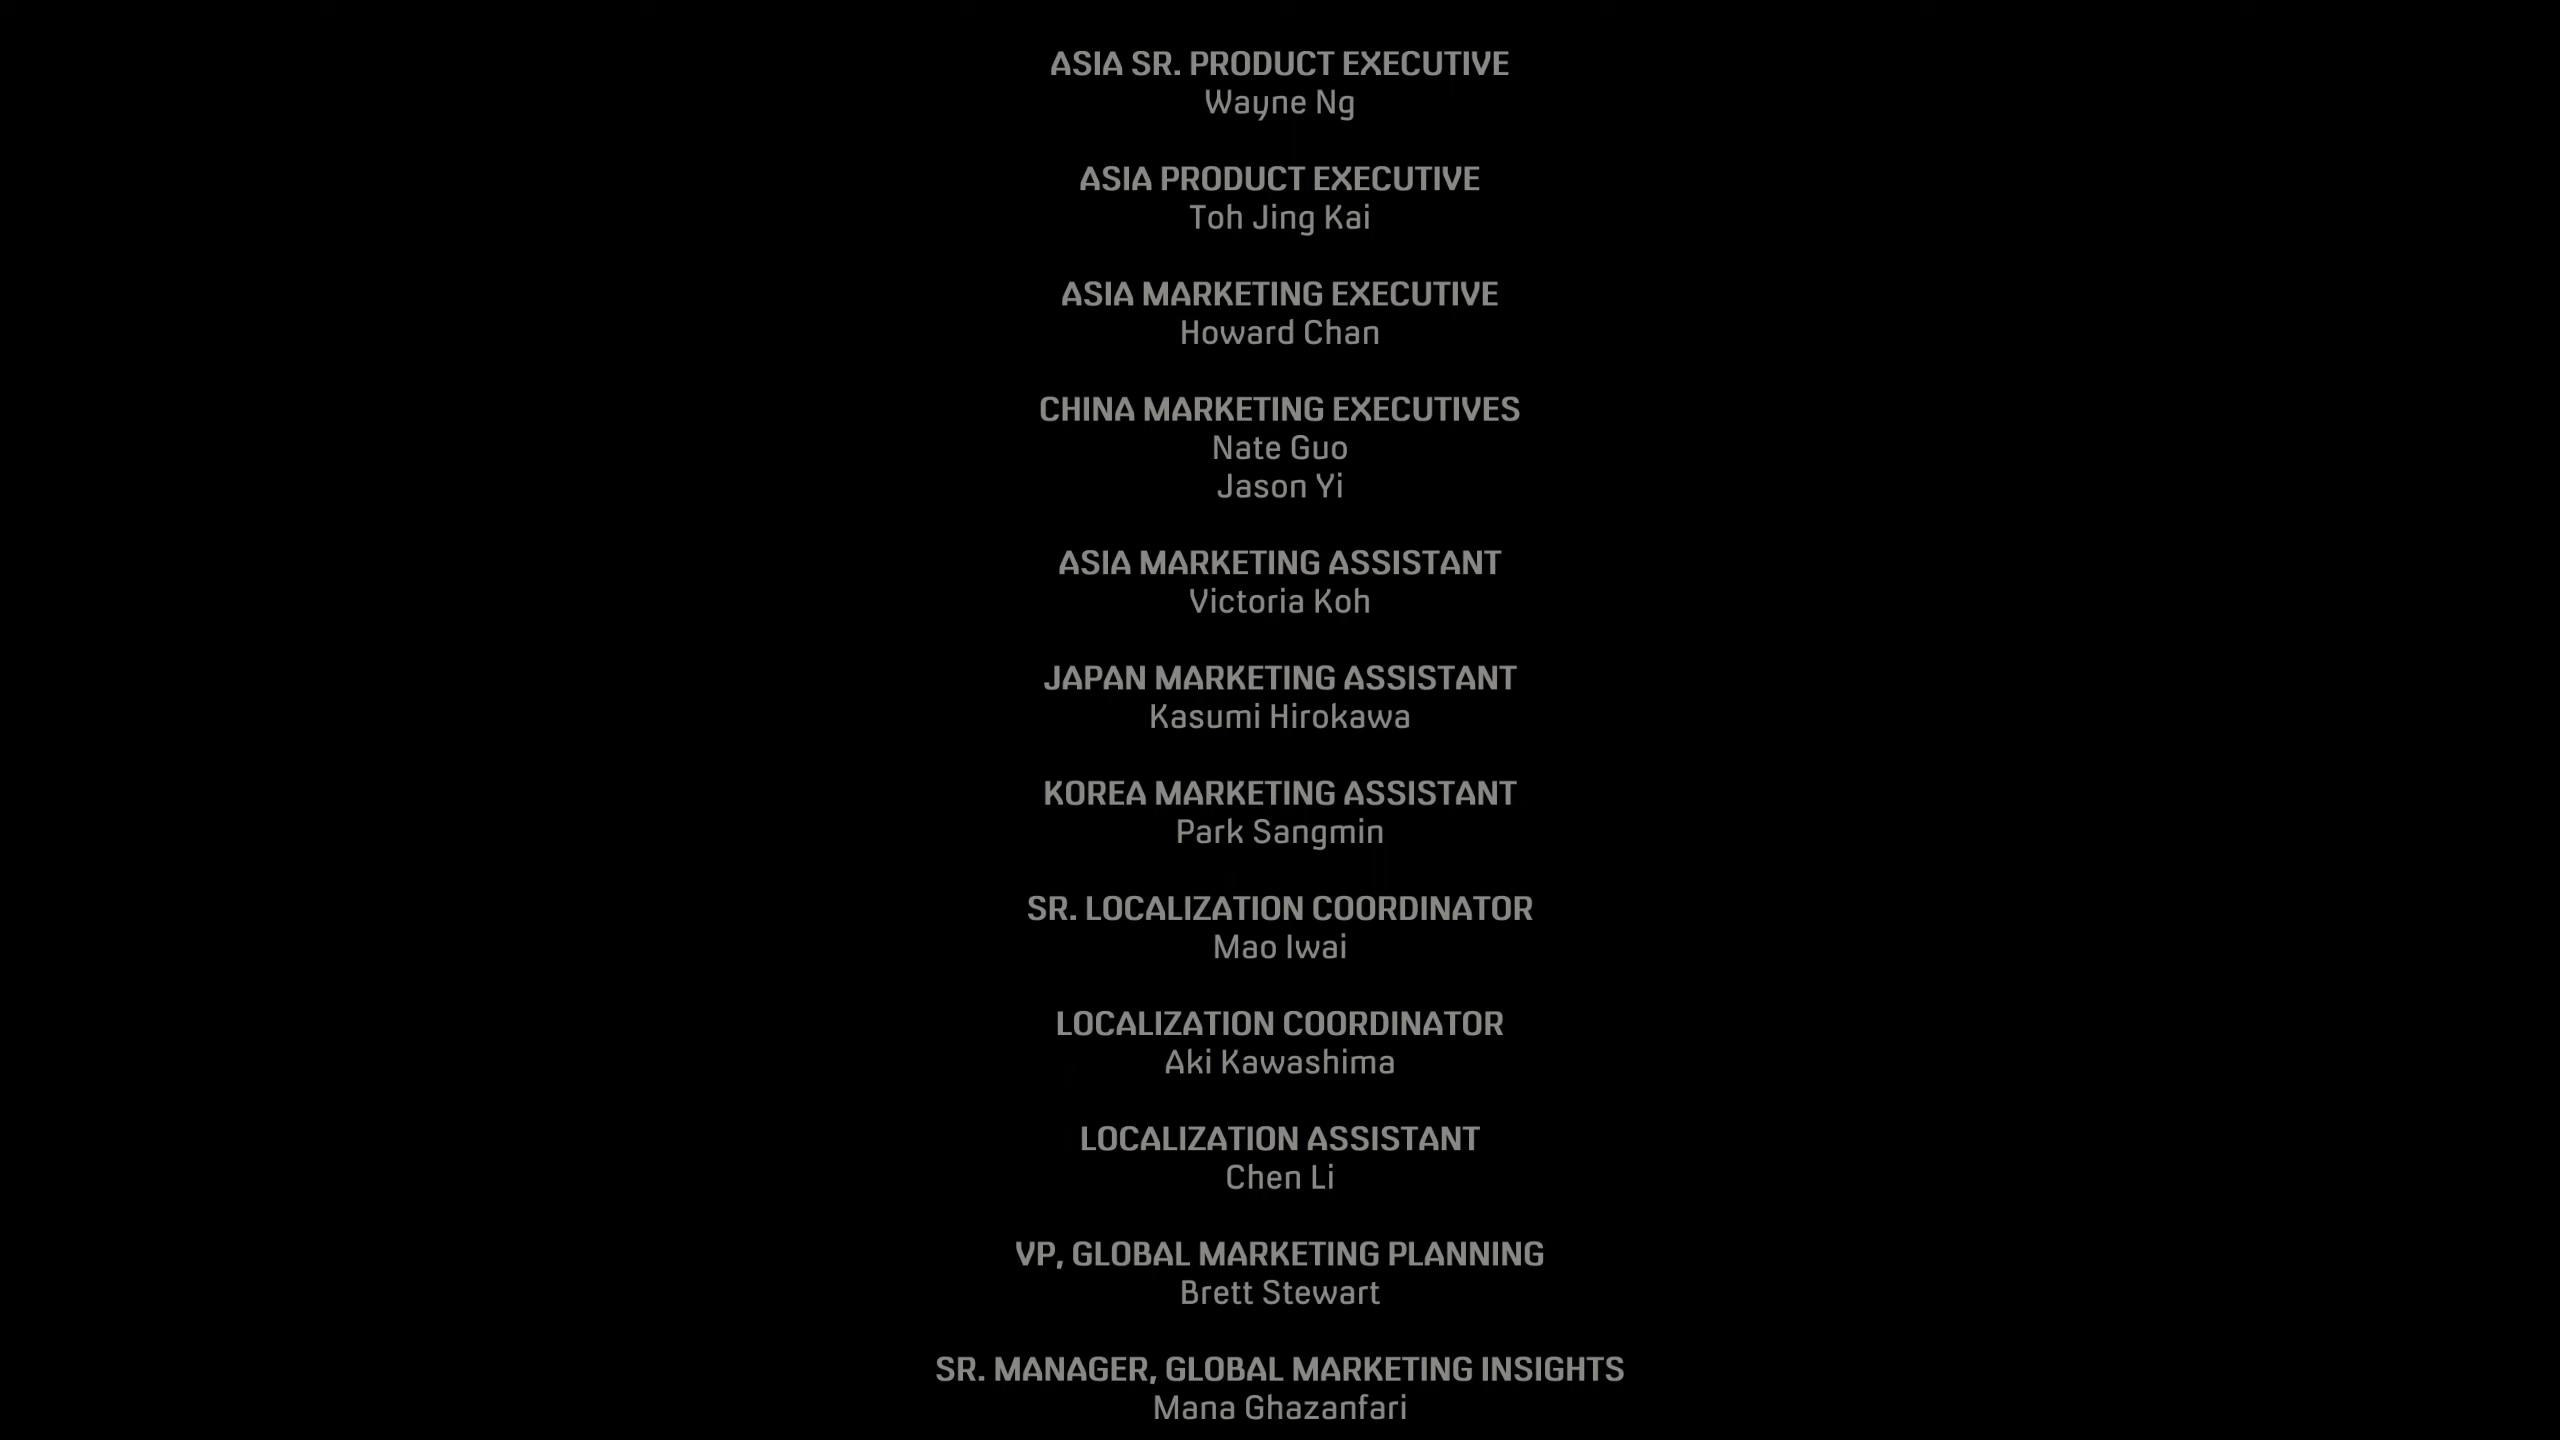 ASIA SR. PRODUCT EXECUTIVE
Wayne Ng
ASIA PRODUCT EXECUTIVE
Toh Jing Kai
ASIA MARKETING EXECUTIVE
Howard Chan
CHINA MARKETING EXECUTIVES
Nate Guo
Jason Yi
ASIA MARKETING ASSISTANT
Victoria Koh
JAPAN MARKETING ASSISTANT
Kasumi Hirokawa
KOREA MARKETING ASSISTANT
Park Sangmin
SR. LOCALIZATION COORDINATOR
Mao Iwai
LOCALIZATION COORDINATOR
Aki Kawashima
LOCALIZATION ASSISTANT
Chen Li
VP, GLOBAL MARKETING PLANNING
Brett Stewart
SR. MANAGER, GLOBAL MARKETING INSIGHTS
Mana Ghazanfari